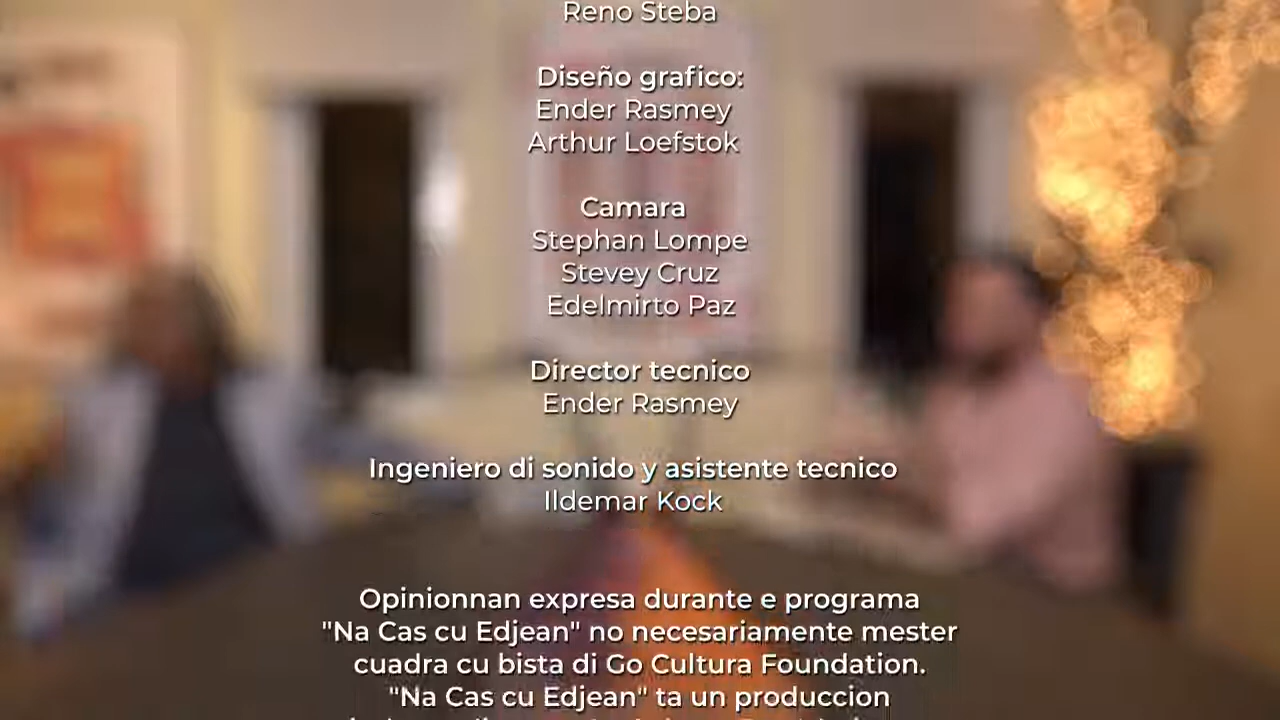 Reno Steba
Diseño grafico:
Ender Rasmey
Arthur Loefstok
Camara
Stephan Lompe
Stevey Cruz
Edelmirto Paz
Director tecnico
Ender Rasmey
Ingeniero di sonido y asistente tecnico
Ildemar Kock
Opinionnan expresa durante e programa
"Na Cas cu Edjean" no necesariamente mester
cuadra cu bista di Go Cultura Foundation.
"Na Cas cu Edjean" ta un produccion